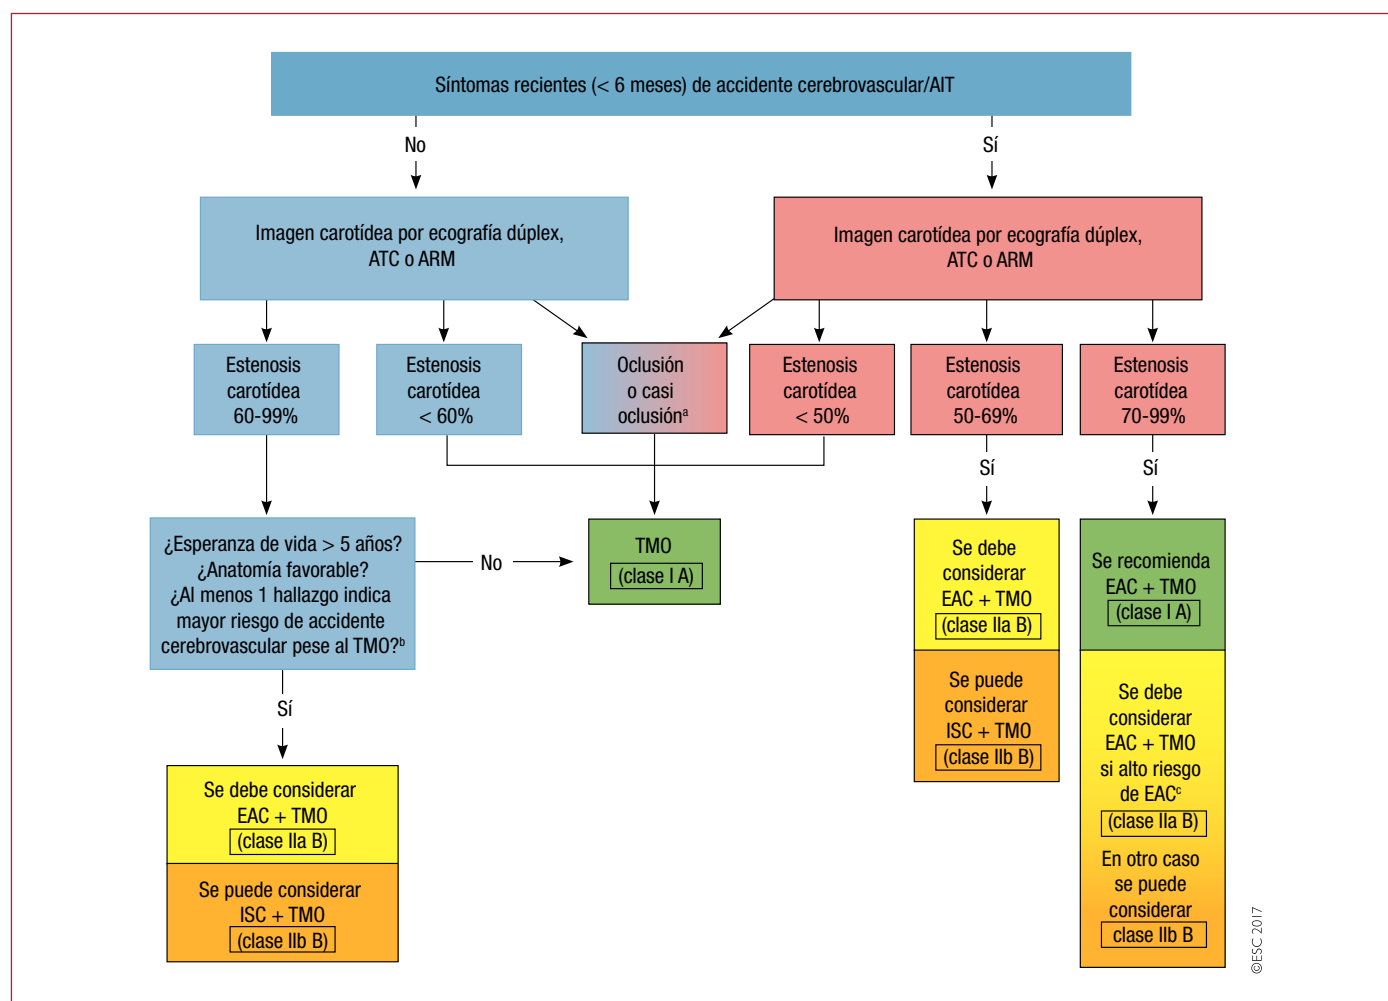 Síntomas recientes (< 6 meses) de accidente cerebrovascular/AIT
No
Sí
Imagen carotídea por ecografía dúplex,
ATC o ARM
Imagen carotídea por ecografía dúplex,
ATC o ARM
Estenosis
carotídea
60-99%
Estenosis
carotídea
< 60%
Oclusión
o casi
oclusiónᵃ
Estenosis
carotídea
< 50%
Estenosis
carotídea
50-69%
Estenosis
carotídea
70-99%
Sí
Sí
¿Esperanza de vida > 5 años?
¿Anatomía favorable?
¿Al menos 1 hallazgo indica
mayor riesgo de accidente
cerebrovascular pese al TMO?ᵇ
No
TMO
(clase I A)
Se debe
considerar
EAC + TMO
(clase IIa B)
Se puede
considerar
ISC + TMO
(clase IIb B)
Se recomienda
EAC + TMO
(clase I A)
Se debe
considerar
EAC + TMO
si alto riesgo
de EACᶜ
(clase IIa B)
En otro caso
se puede
considerar
clase IIb B
Sí
Se debe considerar
EAC + TMO
(clase IIa B)
Se puede considerar
ISC + TMO
(clase IIb B)
©ESC 2017